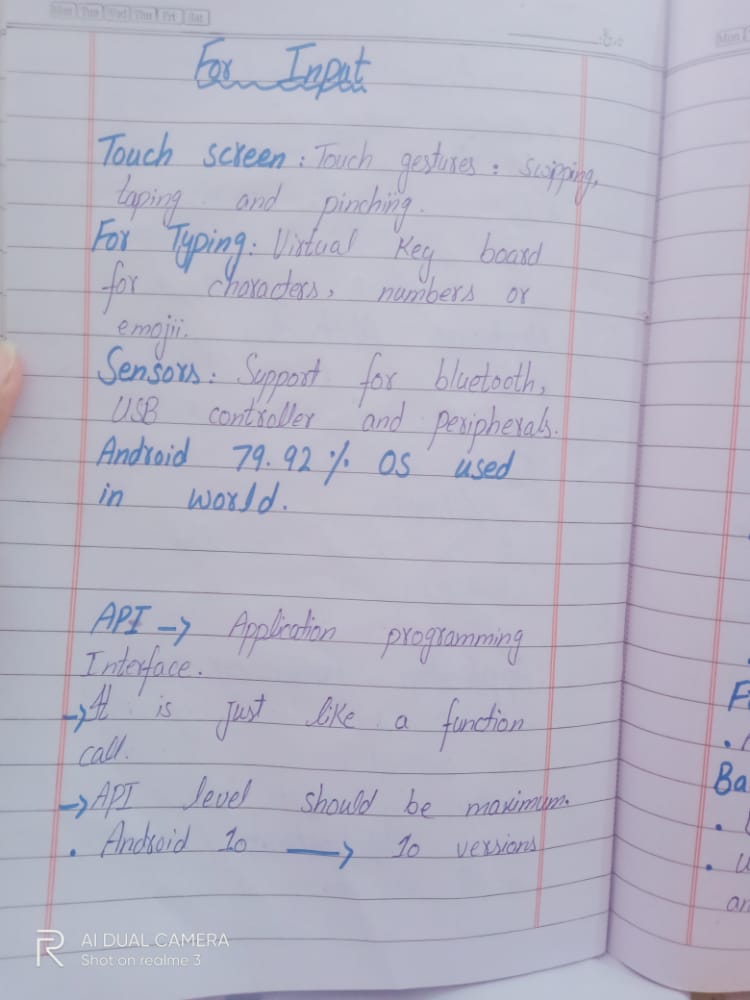 Mon Tue Wed Thu Fri Sat
For Input
Touch screen: Touch gestures: swipping,
taping and pinching.
For Typing: Virtual Key board
for characters, numbers or
emojii.
Sensors: Support for bluetooth,
USB controller and peripherals.
Android 79.92% OS used
in world.
API → Application programming
Interface.
→ It is just like a function
call.
→ API level should be maximum.
• Android 10 → 10 versions
Mon
Ba
AI DUAL CAMERA
Shot on realme 3